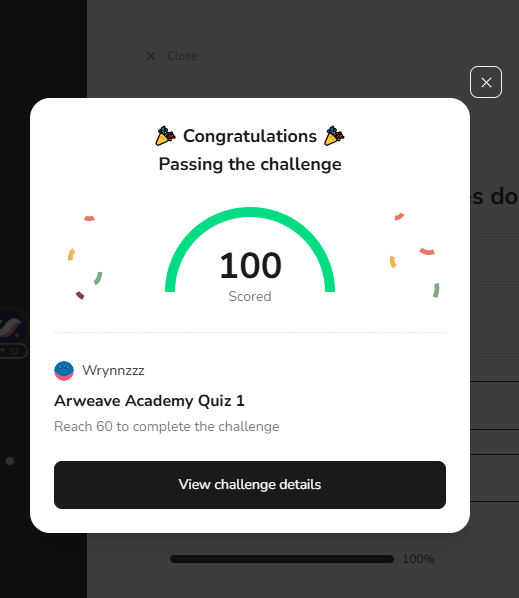 Close
es do
Congratulations
Passing the challenge
100
Scored
32
Wrynnzzz
Arweave Academy Quiz 1
Reach 60 to complete the challenge
View challenge details
100%